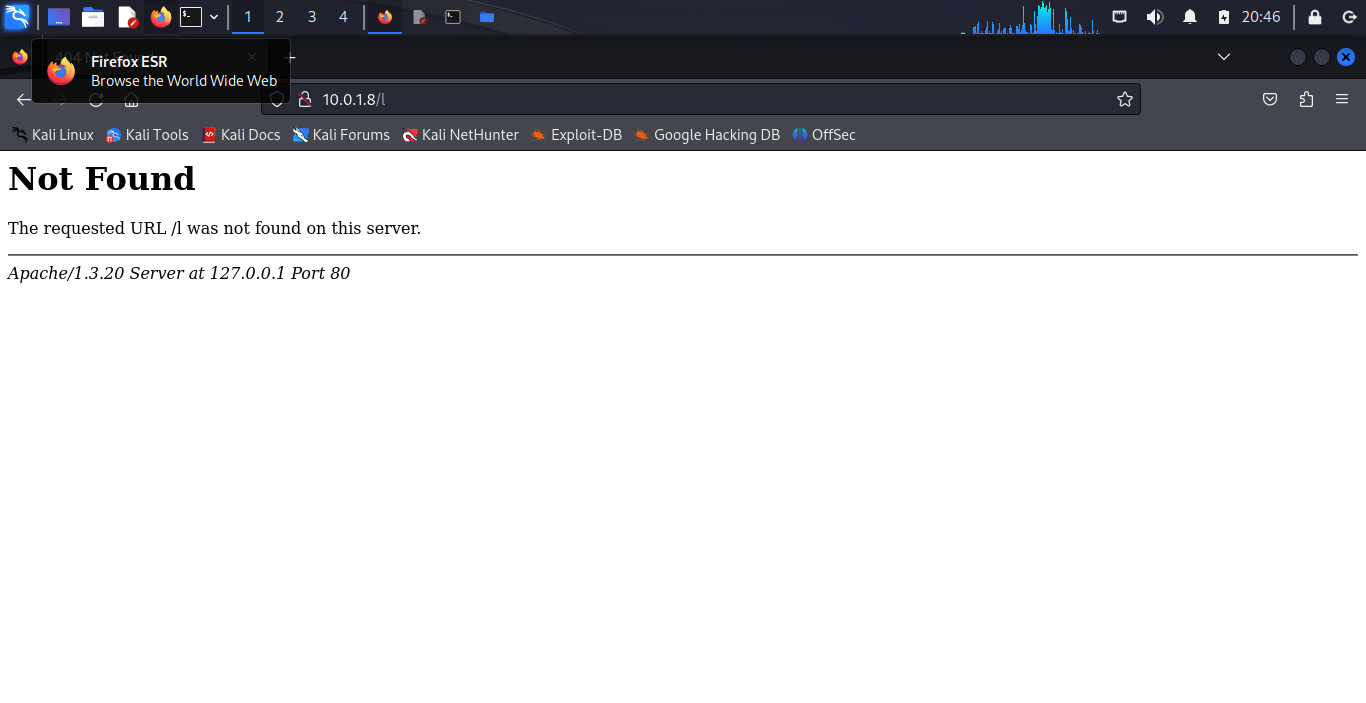 1 2 3 4 20:46
404 Not Found
Firefox ESR
Browse the World Wide Web
10.0.1.8/l
Kali Linux Kali Tools Kali Docs Kali Forums Kali NetHunter Exploit-DB Google Hacking DB OffSec
Not Found
The requested URL /l was not found on this server.
Apache/1.3.20 Server at 127.0.0.1 Port 80